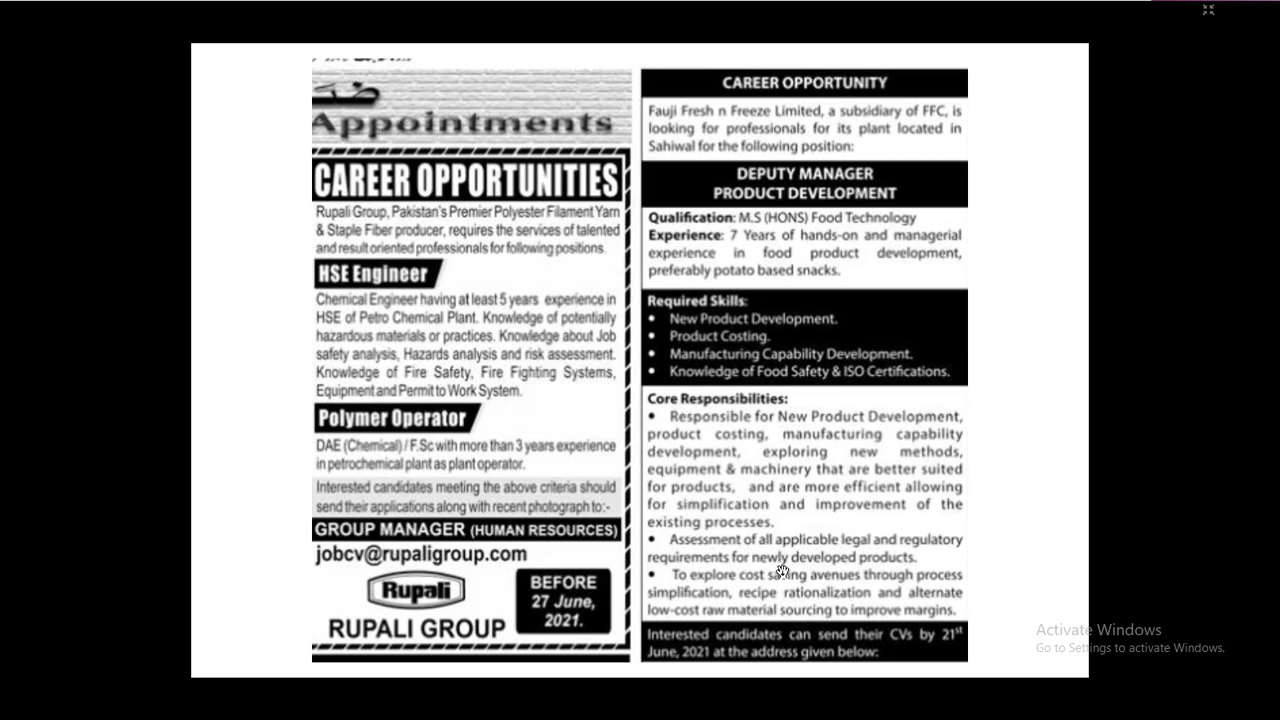 Appointments
CAREER OPPORTUNITIES
Rupali Group, Pakistan's Premier Polyester Filament Yarn
& Staple Fiber producer, requires the services of talented
and result oriented professionals for following positions.
HSE Engineer
Chemical Engineer having at least 5 years experience in
HSE of Petro Chemical Plant. Knowledge of potentially
hazardous materials or practices. Knowledge about Job
safety analysis, Hazards analysis and risk assessment.
Knowledge of Fire Safety, Fire Fighting Systems,
Equipment and Permit to Work System.
Polymer Operator
DAE (Chemical) / F.Sc with more than 3 years experience
in petrochemical plant as plant operator.
Interested candidates meeting the above criteria should
send their applications along with recent photograph to:-
GROUP MANAGER (HUMAN RESOURCES)
jobcv@rupaligroup.com
Rupali
RUPALI GROUP
BEFORE
27 June,
2021.
CAREER OPPORTUNITY
Fauji Fresh n Freeze Limited, a subsidiary of FFC, is
looking for professionals for its plant located in
Sahiwal for the following position:
DEPUTY MANAGER
PRODUCT DEVELOPMENT
Qualification: M.S (HONS) Food Technology
Experience: 7 Years of hands-on and managerial
experience in food product development,
preferably potato based snacks.
Required Skills:
• New Product Development.
• Product Costing.
• Manufacturing Capability Development.
• Knowledge of Food Safety & ISO Certifications.
Core Responsibilities:
• Responsible for New Product Development,
product costing, manufacturing capability
development, exploring new methods,
equipment & machinery that are better suited
for products, and are more efficient allowing
for simplification and improvement of the
existing processes.
• Assessment of all applicable legal and regulatory
requirements for newly developed products.
• To explore cost saving avenues through process
simplification, recipe rationalization and alternate
low-cost raw material sourcing to improve margins.
Interested candidates can send their CVs by 21st
June, 2021 at the address given below:
Activate Windows
Go to Settings to activate Windows.